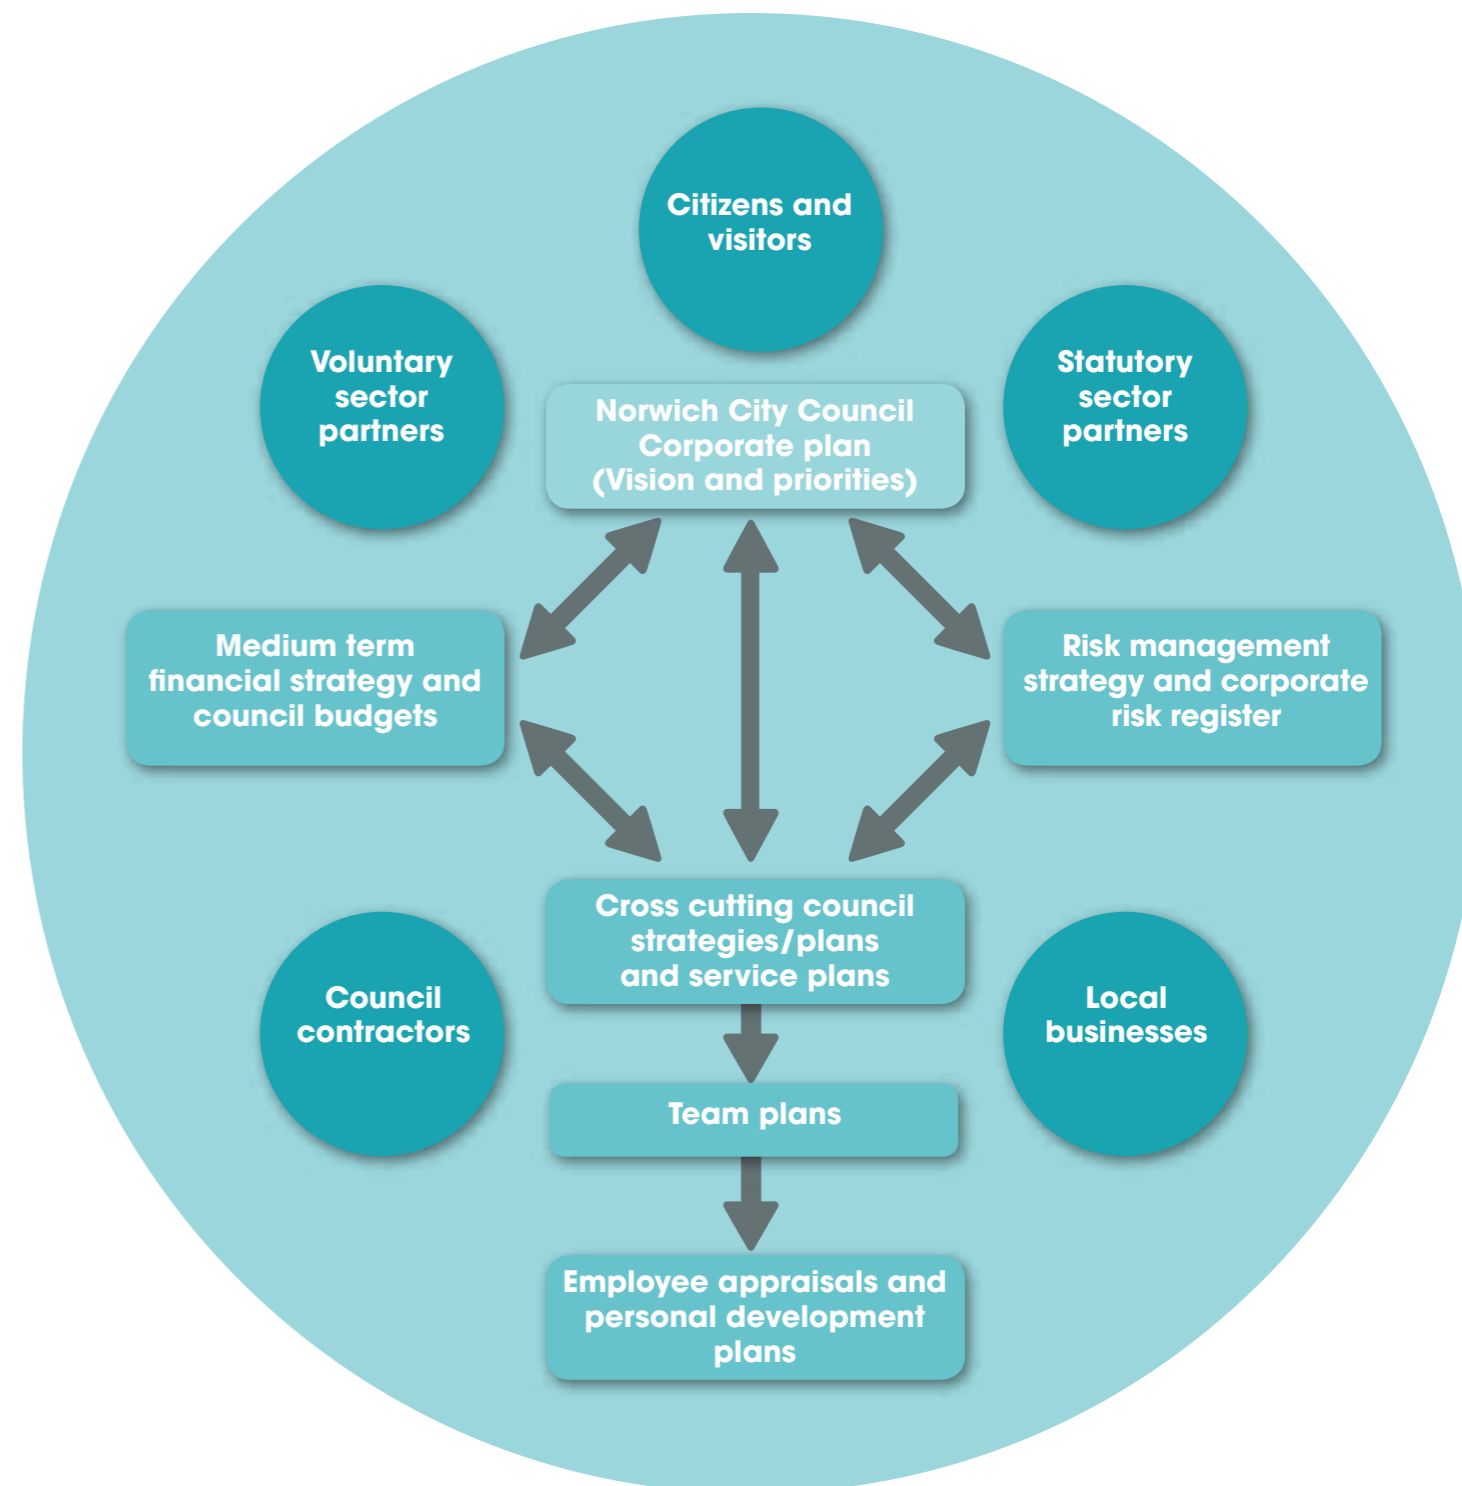 Citizens and
visitors
Voluntary
sector
partners
Statutory
sector
partners
Norwich City Council
Corporate plan
(Vision and priorities)
Medium term
financial strategy and
council budgets
Risk management
strategy and corporate
risk register
Cross cutting council
strategies/plans
and service plans
Council
contractors
Local
businesses
Team plans
Employee appraisals and
personal development
plans